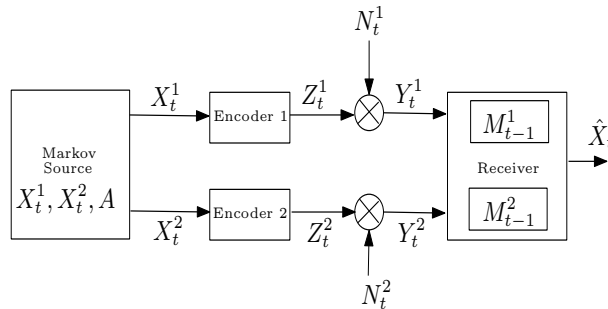 N_t^1
X_t^1
Z_t^1
Y_t^1
Encoder 1
M_{t-1}^1
Markov
Source
X_t^1, X_t^2, A
Receiver
X̂_t
Encoder 2
M_{t-1}^2
X_t^2
Z_t^2
Y_t^2
N_t^2